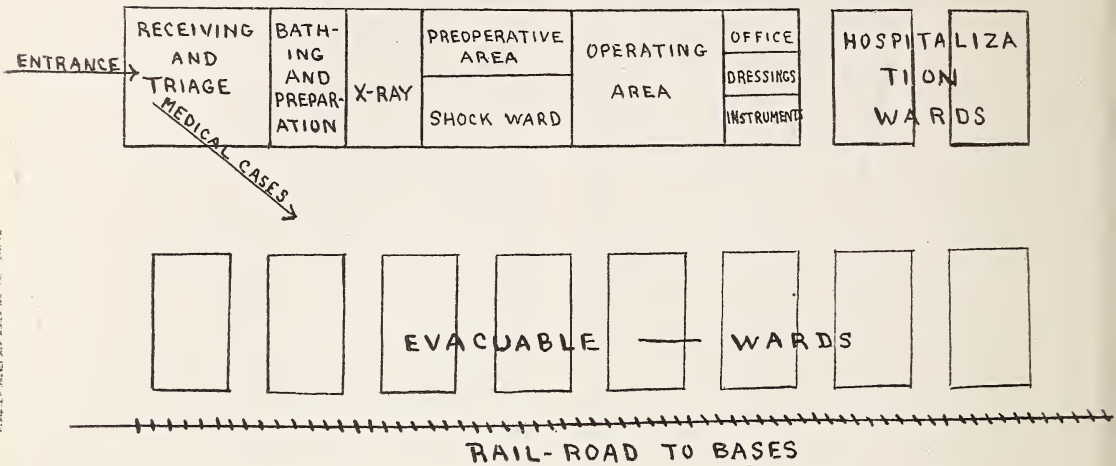 ENTRANCE
RECEIVING
AND
TRIAGE
MEDICAL CASES
BATH-
ING
AND
PREPAR-
ATION
X-RAY
PREOPERATIVE
AREA
SHOCK WARD
OPERATING
AREA
OFFICE
DRESSINGS
INSTRUMENTS
HOSPITALIZA
TION
WARDS
EVACUABLE — WARDS
RAIL-ROAD TO BASES